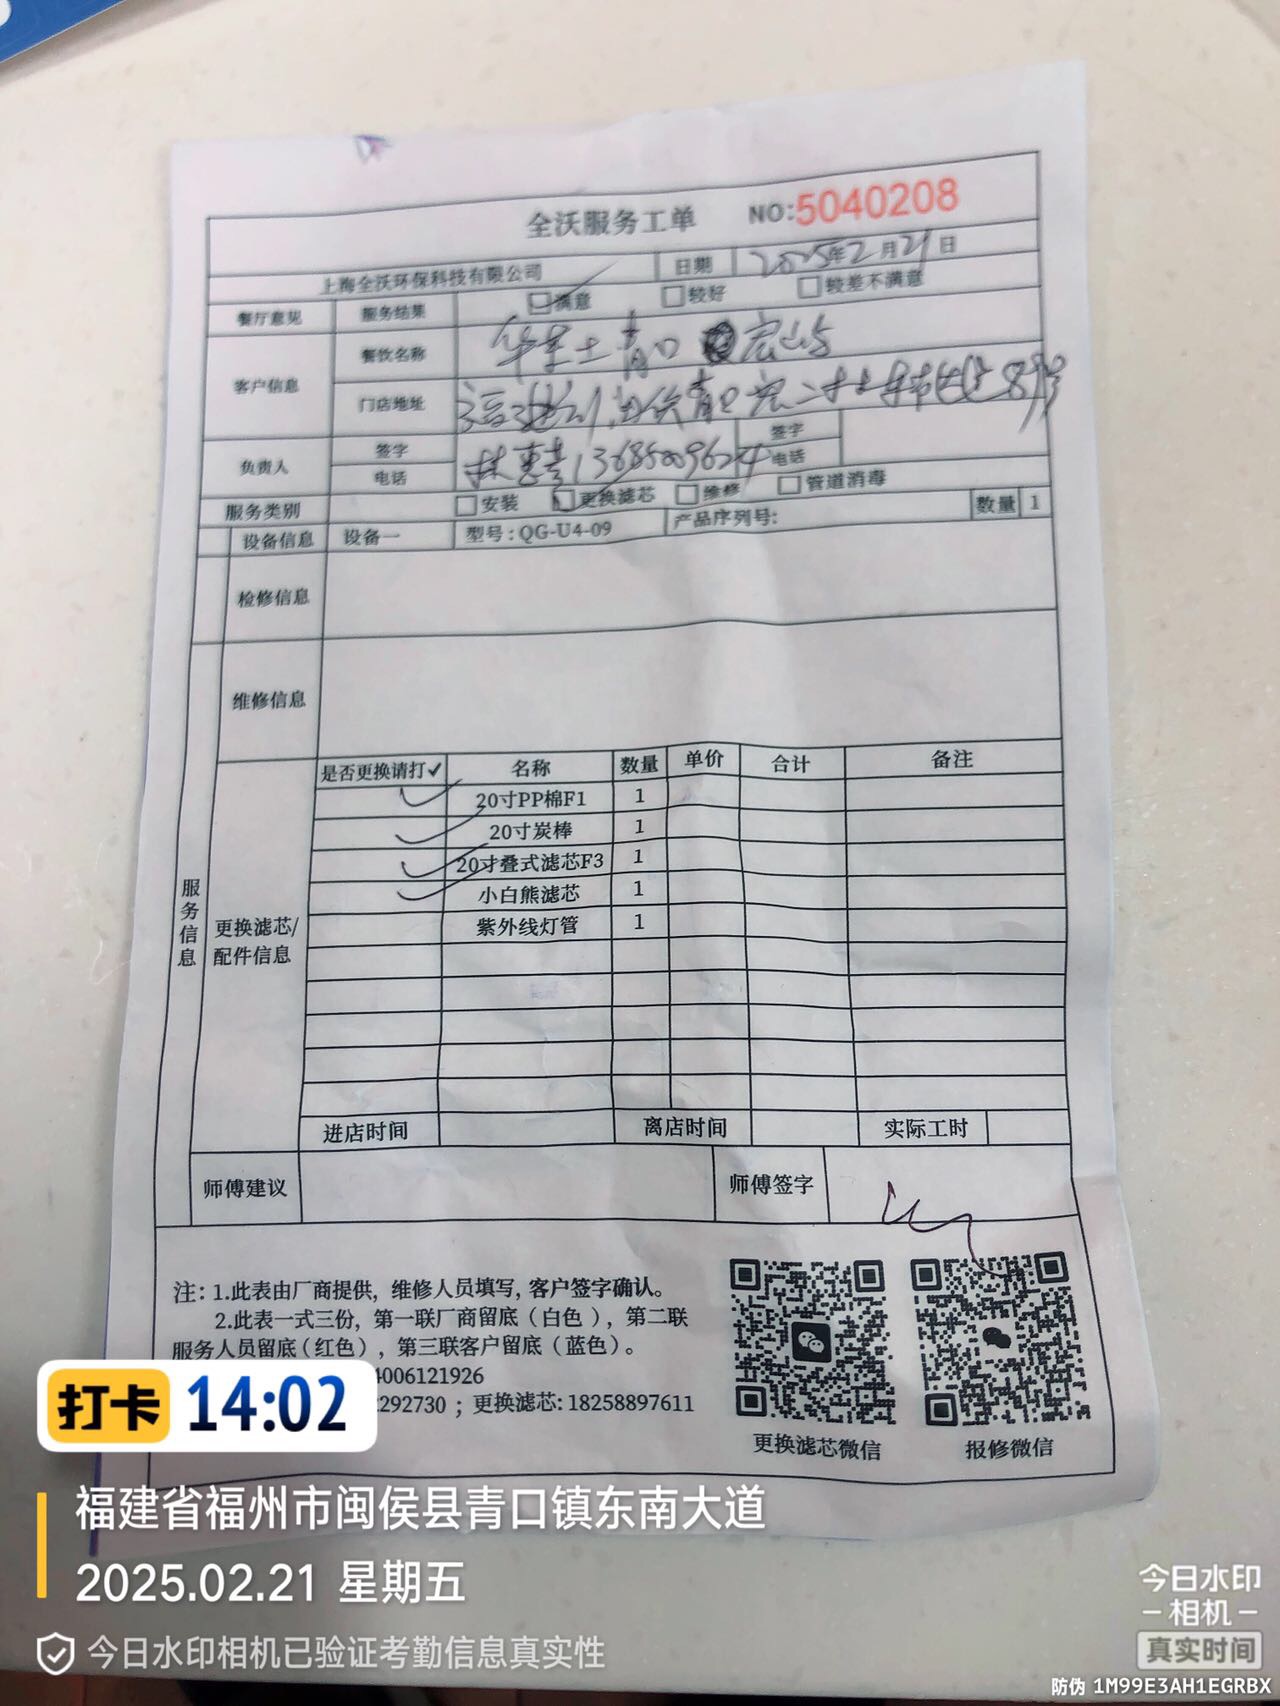 全沃服务工单 NO:5040208
上海全沃环保科技有限公司 日期 2025年2月21日
餐厅意见 服务结果 满意 较好 较差不满意
客户信息 餐饮名称 华莱士青口宏屿
门店地址 福建 青口宏二
负责人 签字 林 签字
电话 13685009624 电话
服务类别 安装 更换滤芯 维修 管道消毒
设备信息 设备一 型号:QG-U4-09 产品序列号: 数量 1
检修信息
维修信息
服务信息
更换滤芯/配件信息
是否更换请打✓ 名称 数量 单价 合计 备注
✓ 20寸PP棉F1 1
✓ 20寸炭棒 1
✓ 20寸叠式滤芯F3 1
✓ 小白熊滤芯 1
紫外线灯管 1
进店时间 离店时间 实际工时
师傅建议 师傅签字
注:1.此表由厂商提供,维修人员填写,客户签字确认。
2.此表一式三份,第一联厂商留底(白色),第二联
服务人员留底(红色),第三联客户留底(蓝色)。
4006121926
292730;更换滤芯:18258897611
更换滤芯微信 报修微信
打卡 14:02
福建省福州市闽侯县青口镇东南大道
2025.02.21 星期五
今日水印相机已验证考勤信息真实性
今日水印
-相机-
真实时间
防伪 1M99E3AH1EGRBX